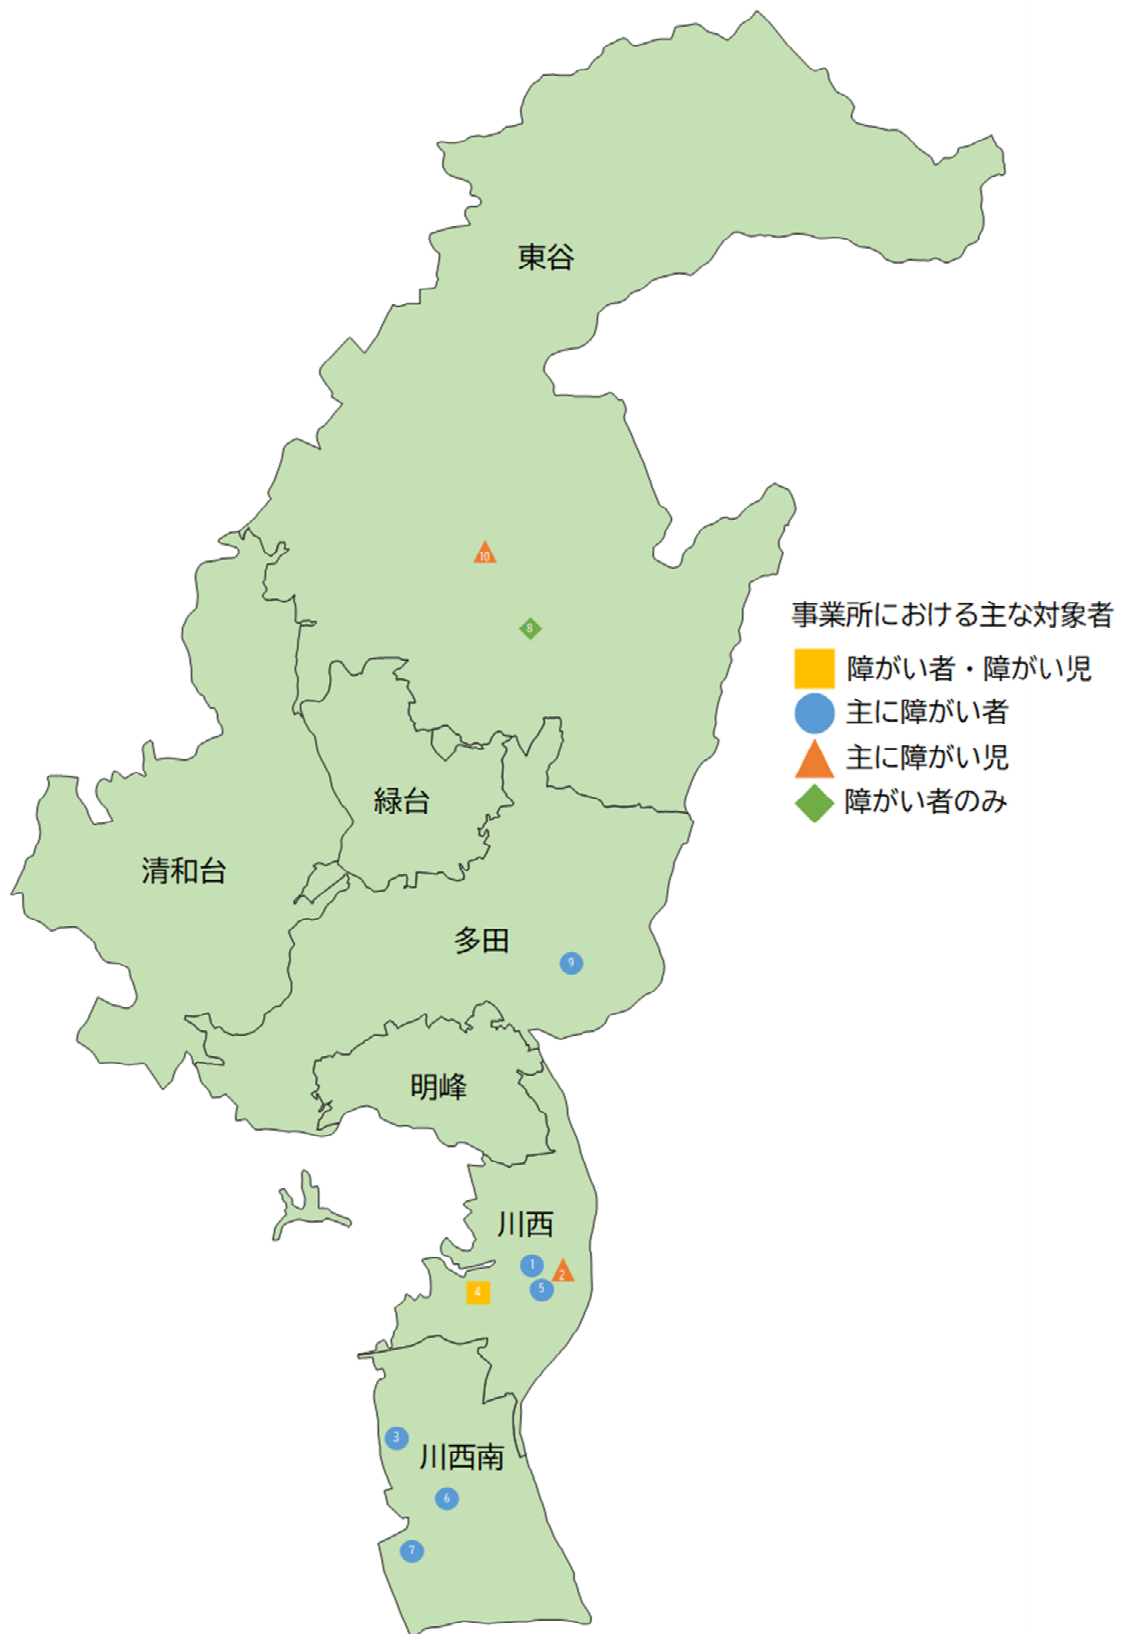 東谷
10
8
事業所における主な対象者
障がい者・障がい児
主に障がい者
主に障がい児
障がい者のみ
緑台
清和台
多田
9
明峰
川西
1
2
5
4
3
川西南
6
7